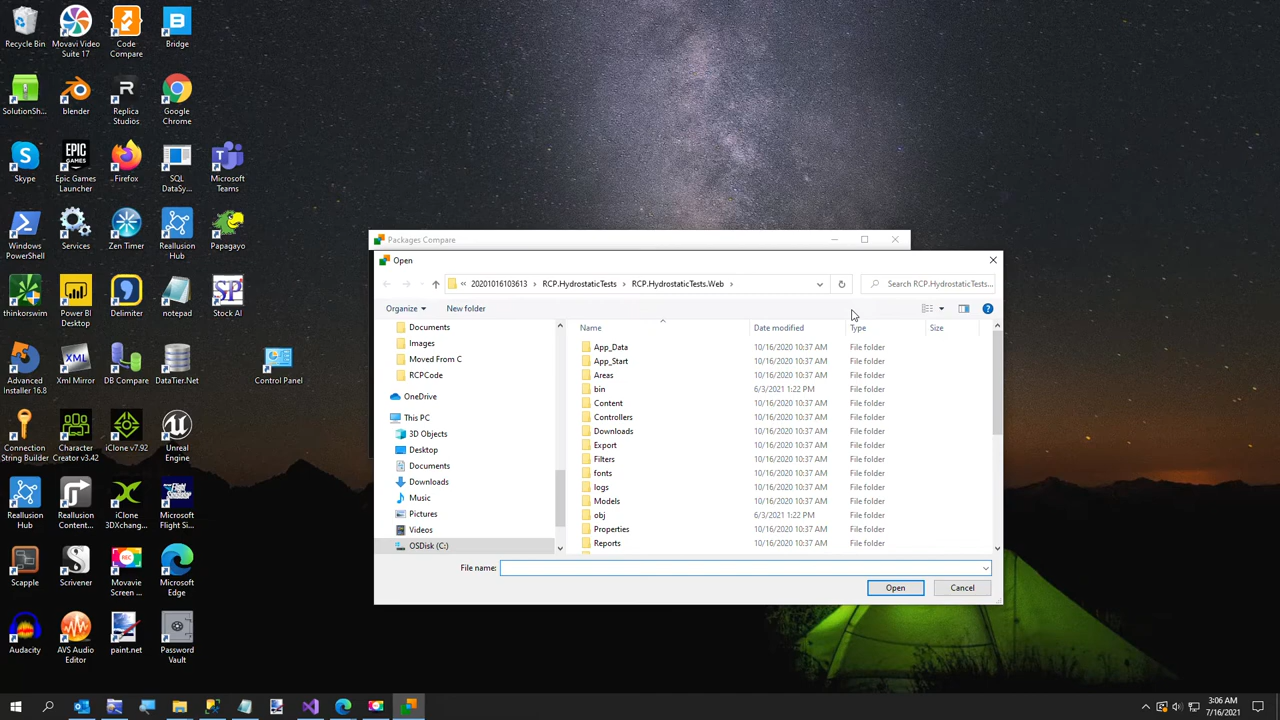 Recycle Bin
Movavi Video
Suite 17
Code
Compare
Bridge
SolutionSh...
blender
Replica
Studios
Google
Chrome
Skype
Epic Games
Launcher
Firefox
SQL
DataSy...
Microsoft
Teams
Windows
PowerShell
Services
Zen Timer
Reallusion
Hub
Papagayo
thinkorswim
Power BI
Desktop
Delimiter
notepad
Stock AI
Advanced
Installer 16.8
Xml Mirror
DB Compare
DataTier.Net
Control Panel
Connection
String Builder
Character
Creator v3.42
iClone v7.92
Unreal
Engine
Reallusion
Hub
Reallusion
Content...
iClone
3DXchang...
Microsoft
Flight Si...
Scapple
Scrivener
Movavie
Screen ...
Microsoft
Edge
Audacity
AVS Audio
Editor
paint.net
Password
Vault
Packages Compare
Open
« 20201016103613 › RCP.HydrostaticTests › RCP.HydrostaticTests.Web ›
Search RCP.HydrostaticTests...
Organize
New folder
Documents
Images
Moved From C
RCPCode
OneDrive
This PC
3D Objects
Desktop
Documents
Downloads
Music
Pictures
Videos
OSDisk (C:)
Name Date modified Type Size
App_Data 10/16/2020 10:37 AM File folder
App_Start 10/16/2020 10:37 AM File folder
Areas 10/16/2020 10:37 AM File folder
bin 6/3/2021 1:22 PM File folder
Content 10/16/2020 10:37 AM File folder
Controllers 10/16/2020 10:37 AM File folder
Downloads 10/16/2020 10:37 AM File folder
Export 10/16/2020 10:37 AM File folder
Filters 10/16/2020 10:37 AM File folder
fonts 10/16/2020 10:37 AM File folder
logs 10/16/2020 10:37 AM File folder
Models 10/16/2020 10:37 AM File folder
obj 6/3/2021 1:22 PM File folder
Properties 10/16/2020 10:37 AM File folder
Reports 10/16/2020 10:37 AM File folder
File name:
Open
Cancel
3:06 AM
7/16/2021